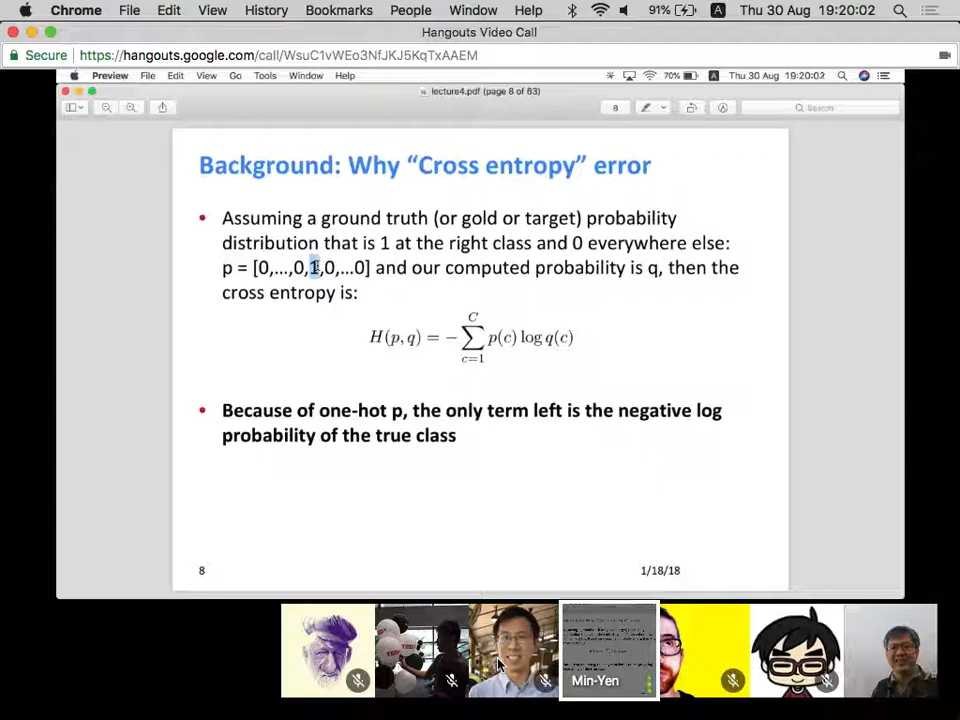 Chrome File Edit View History Bookmarks People Window Help 91% A Thu 30 Aug 19:20:02
Hangouts Video Call
Secure https://hangouts.google.com/call/WsuC1vWEo3NfJKJ5KqTxAAEM
Preview File Edit View Go Tools Window Help 70% A Thu 30 Aug 19:20:02
lecture4.pdf (page 8 of 63)
8 Search
Background: Why “Cross entropy” error
• Assuming a ground truth (or gold or target) probability
distribution that is 1 at the right class and 0 everywhere else:
p = [0,…,0,1,0,…0] and our computed probability is q, then the
cross entropy is:
H(p, q) = − ∑_{c=1}^{C} p(c) log q(c)
• Because of one-hot p, the only term left is the negative log
probability of the true class
8 1/18/18
TED
Min-Yen